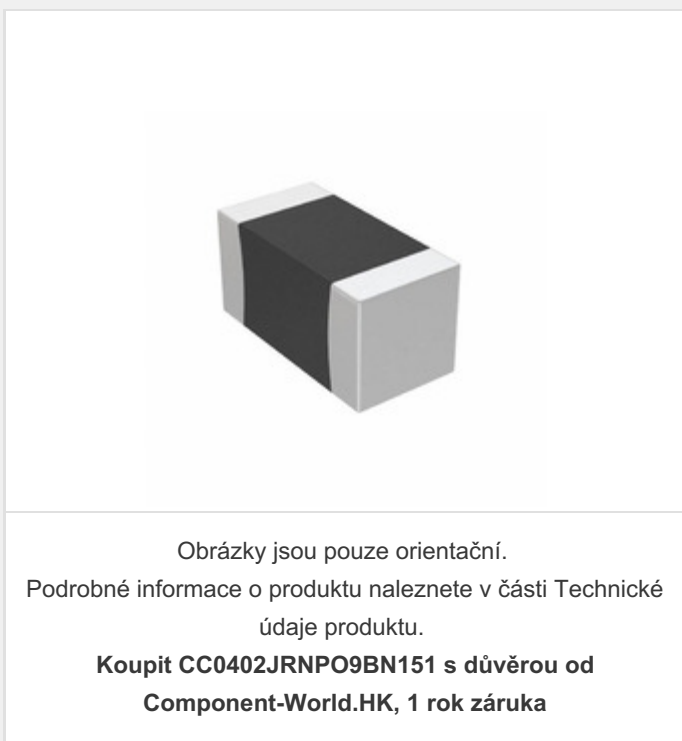 Obrázky jsou pouze orientační.
Podrobné informace o produktu naleznete v části Technické
údaje produktu.
Koupit CC0402JRNPO9BN151 s důvěrou od
Component-World.HK, 1 rok záruka